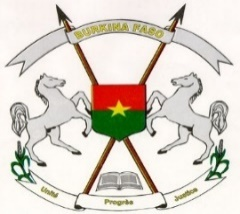 BURKINA FASO
Unité
Progrès
Justice